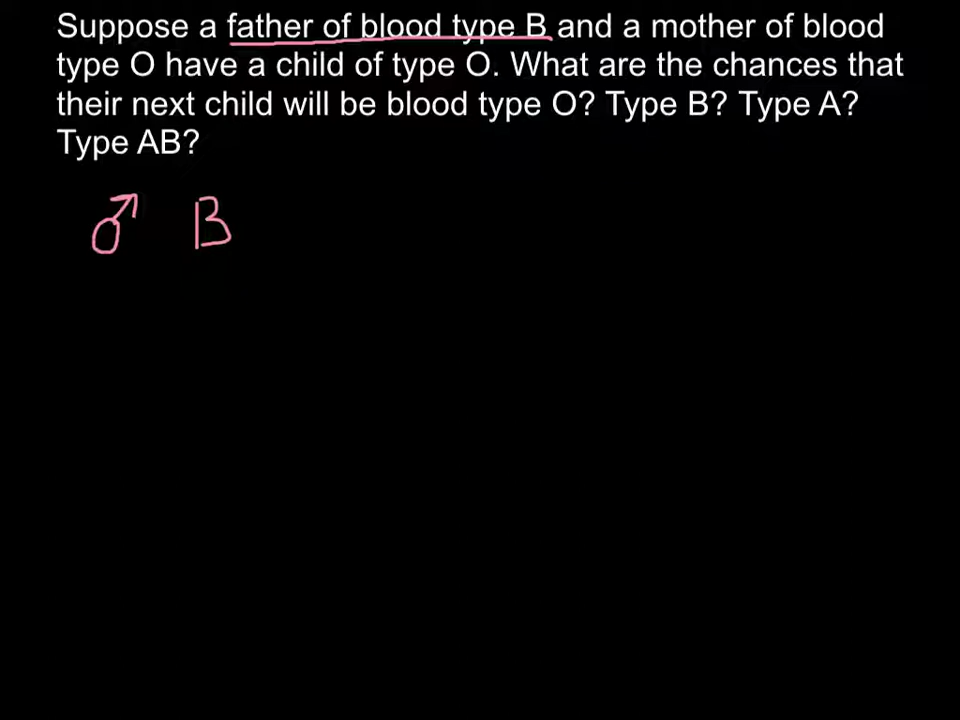 Suppose a father of blood type B and a mother of blood
type O have a child of type O. What are the chances that
their next child will be blood type O? Type B? Type A?
Type AB?
♂ B